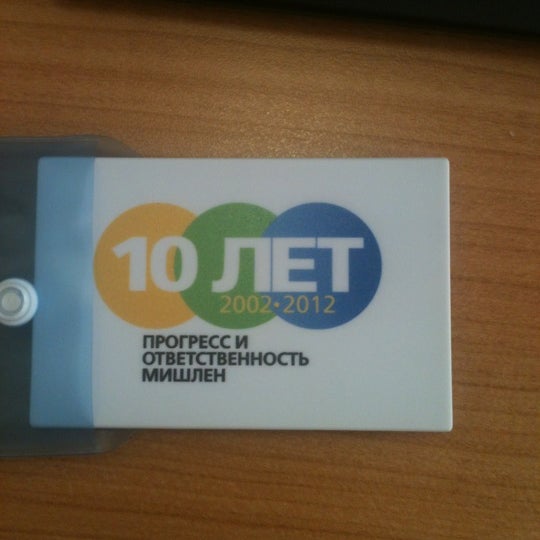 10 ЛЕТ
2002·2012
ПРОГРЕСС И
ОТВЕТСТВЕННОСТЬ
МИШЛЕН